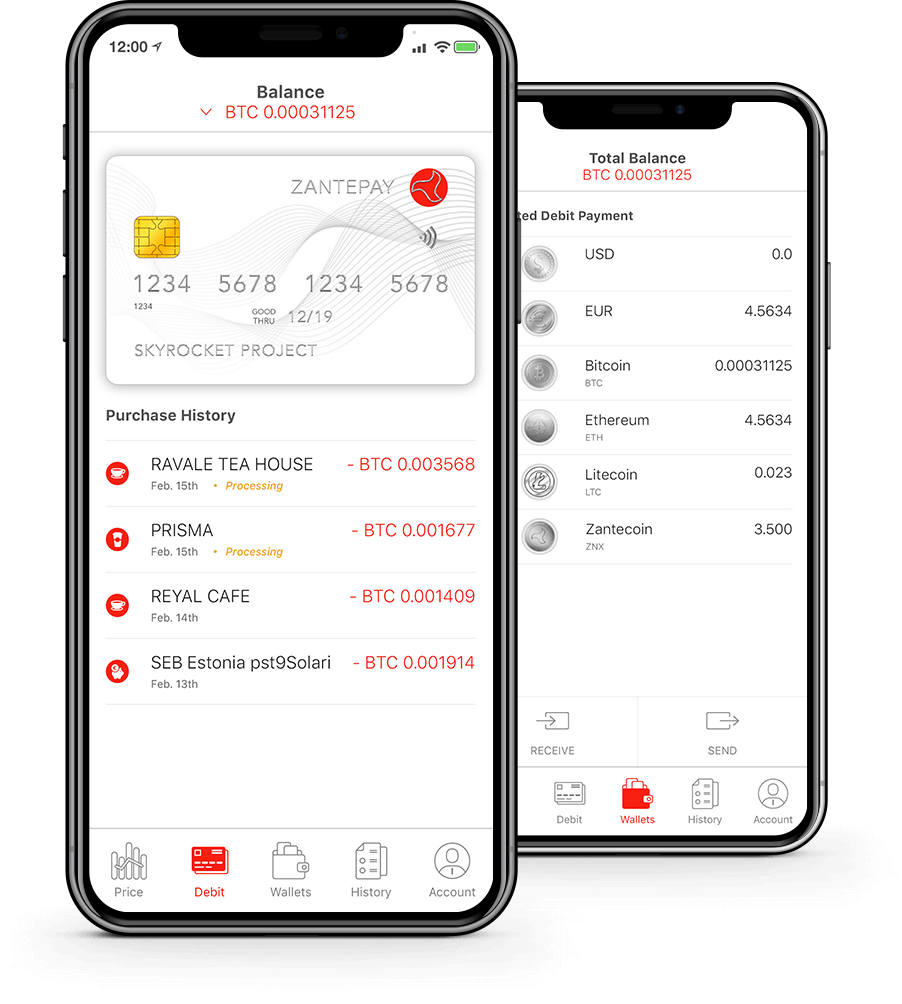 12:00
Balance
BTC 0.00031125
ZANTEPAY
1234 5678 1234 5678
1234
GOOD THRU 12/19
SKYROCKET PROJECT
Purchase History
RAVALE TEA HOUSE - BTC 0.003568
Feb. 15th • Processing
PRISMA - BTC 0.001677
Feb. 15th • Processing
REYAL CAFE - BTC 0.001409
Feb. 14th
SEB Estonia pst9Solari - BTC 0.001914
Feb. 13th
Price Debit Wallets History Account
Total Balance
BTC 0.00031125
ted Debit Payment
USD 0.0
EUR 4.5634
Bitcoin 0.00031125
BTC
Ethereum 4.5634
ETH
Litecoin 0.023
LTC
Zantecoin 3.500
ZNX
RECEIVE SEND
Debit Wallets History Account